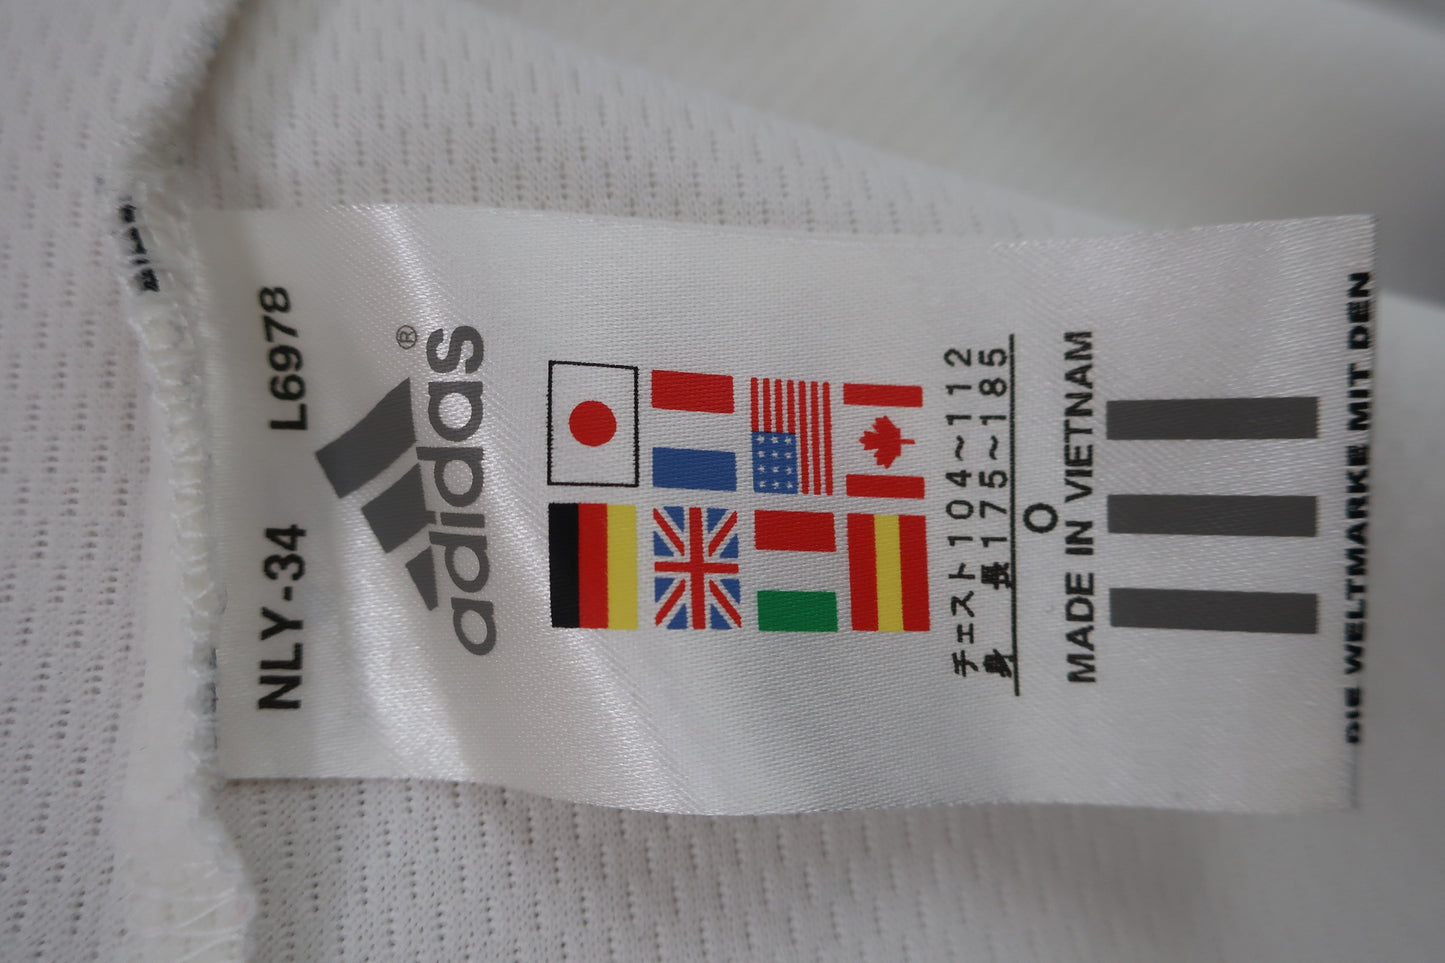 NLY-34 L6978
adidas®
チェスト104~112
身長175~185
O
MADE IN VIETNAM
DIE WELTMARKE MIT DEN